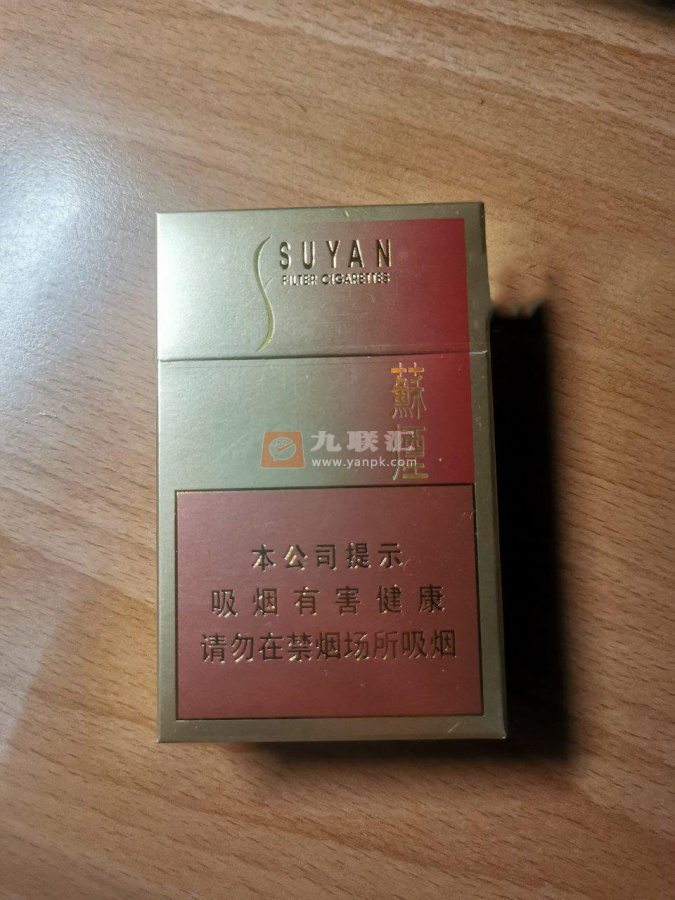 SUYAN
FILTER CIGARETTES
蘇煙
九联汇
www.yanpk.com
本公司提示
吸烟有害健康
请勿在禁烟场所吸烟